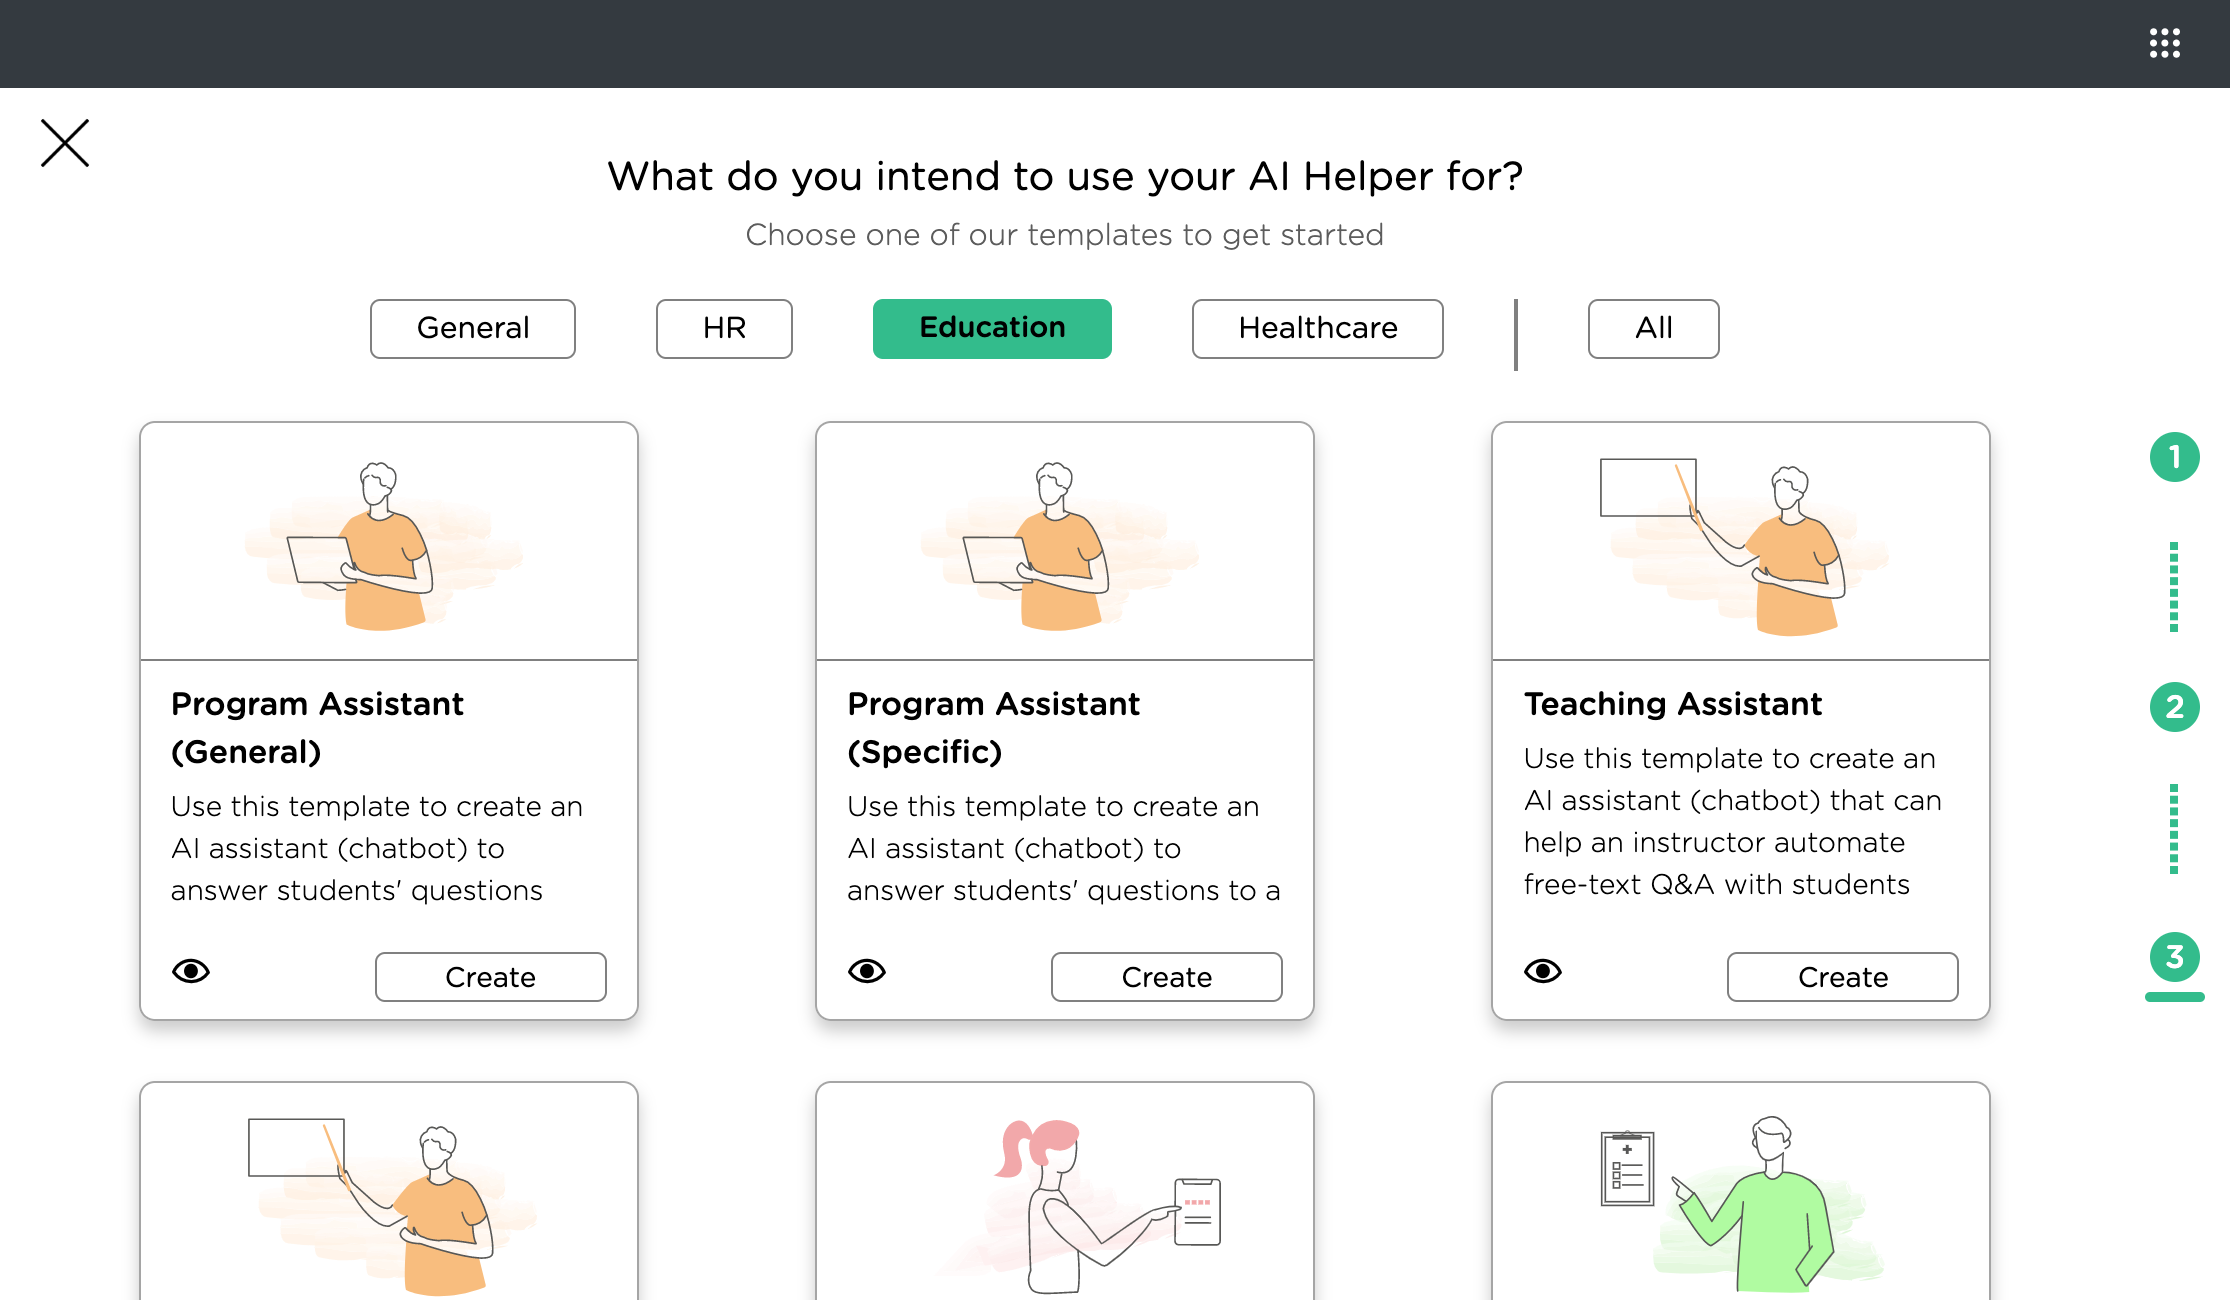 What do you intend to use your AI Helper for?
Choose one of our templates to get started
General
HR
Education
Healthcare
All
Program Assistant
(General)
Use this template to create an
AI assistant (chatbot) to
answer students' questions
Create
Program Assistant
(Specific)
Use this template to create an
AI assistant (chatbot) to
answer students' questions to a
Create
Teaching Assistant
Use this template to create an
AI assistant (chatbot) that can
help an instructor automate
free-text Q&A with students
Create
1
2
3